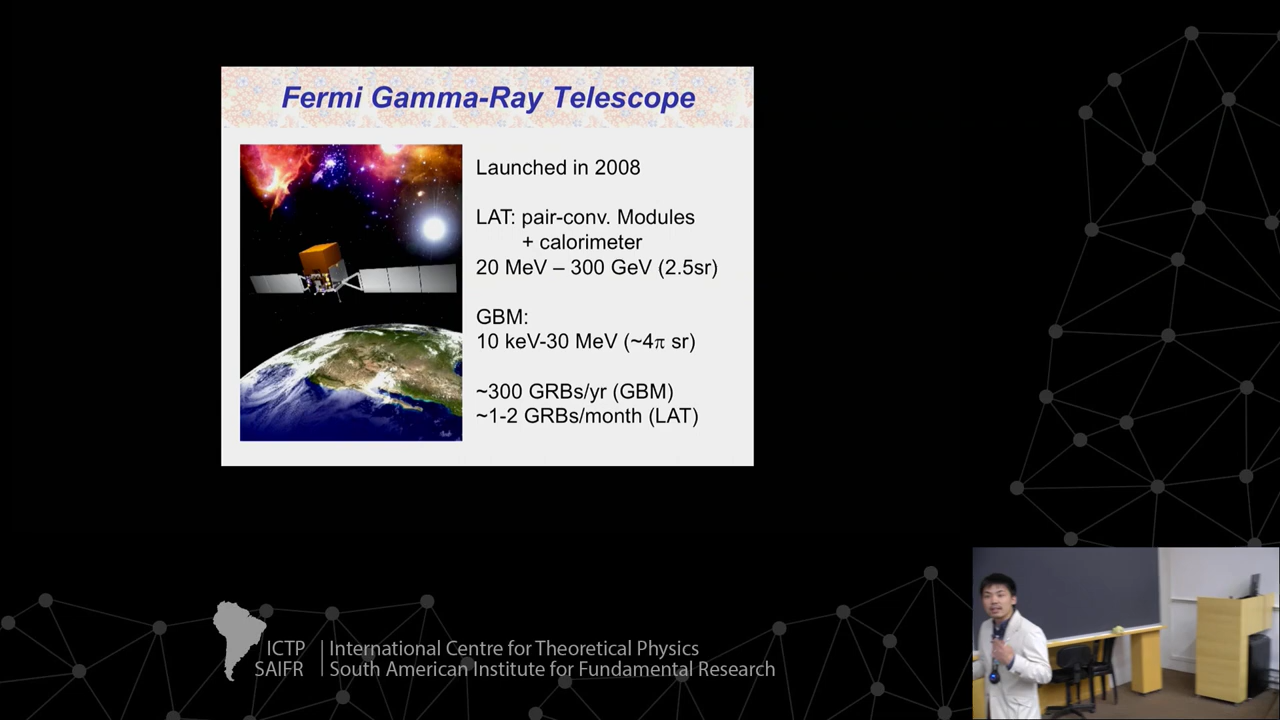 Fermi Gamma-Ray Telescope
Launched in 2008
LAT: pair-conv. Modules
+ calorimeter
20 MeV – 300 GeV (2.5sr)
GBM:
10 keV-30 MeV (~4π sr)
~300 GRBs/yr (GBM)
~1-2 GRBs/month (LAT)
ICTP
SAIFR
International Centre for Theoretical Physics
South American Institute for Fundamental Research